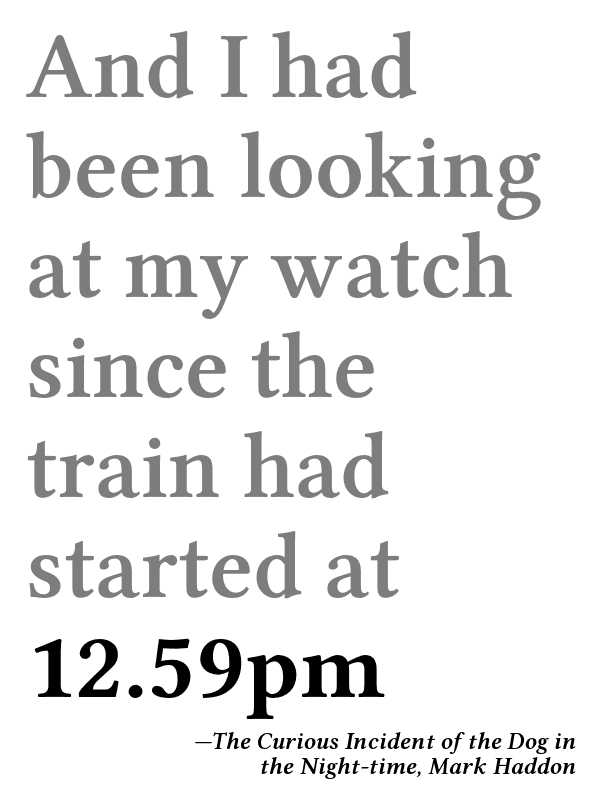 And I had
been looking
at my watch
since the
train had
started at
12.59pm
—The Curious Incident of the Dog in
the Night-time, Mark Haddon